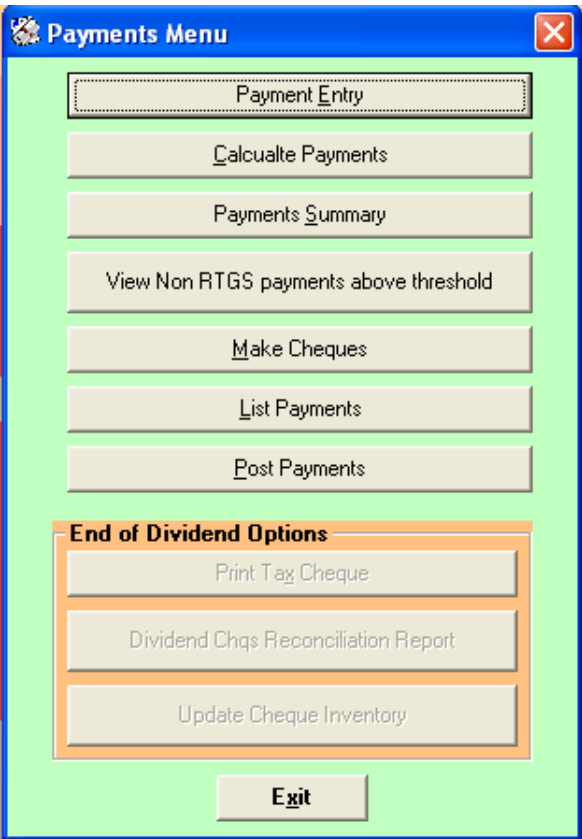 Payments Menu
Payment Entry
Calcualte Payments
Payments Summary
View Non RTGS payments above threshold
Make Cheques
List Payments
Post Payments
End of Dividend Options
Print Tax Cheque
Dividend Chqs Reconciliation Report
Update Cheque Inventory
Exit